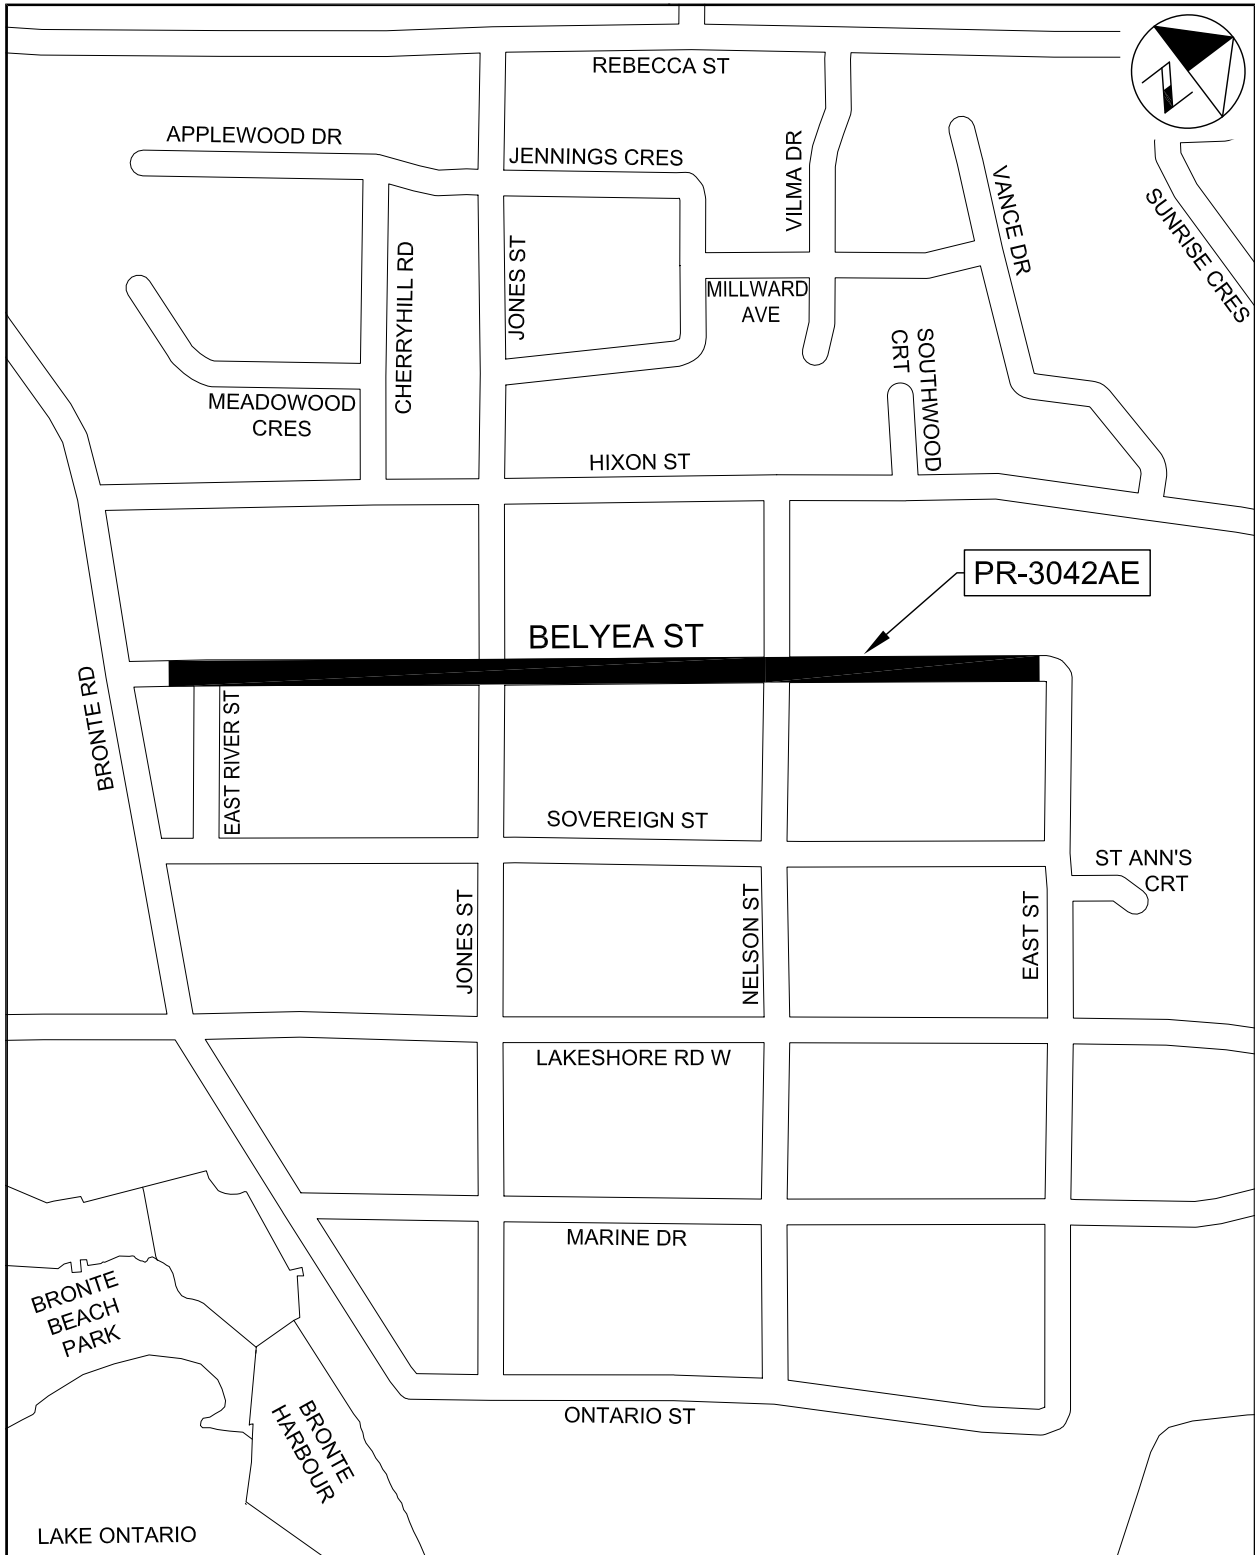 REBECCA ST
N
APPLEWOOD DR
JENNINGS CRES
VILMA DR
VANCE DR
SUNRISE CRES
CHERRYHILL RD
JONES ST
MILLWARD
AVE
SOUTHWOOD
CRT
MEADOWOOD
CRES
HIXON ST
PR-3042AE
BELYEA ST
BRONTE RD
EAST RIVER ST
SOVEREIGN ST
ST ANN'S
CRT
JONES ST
NELSON ST
EAST ST
LAKESHORE RD W
MARINE DR
BRONTE
BEACH
PARK
ONTARIO ST
BRONTE
HARBOUR
LAKE ONTARIO